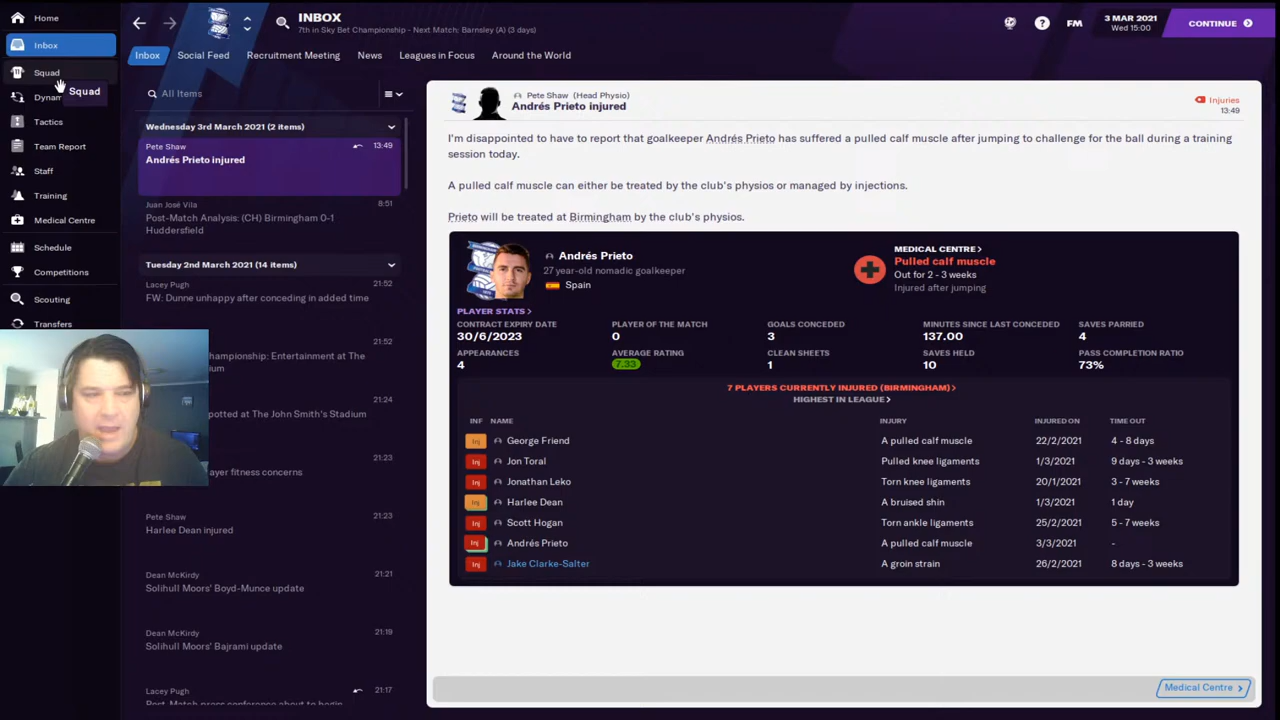 Home
Inbox
Squad
Squad
Tactics
Team Report
Staff
Training
Medical Centre
Schedule
Competitions
Scouting
Transfers
INBOX
7th in Sky Bet Championship - Next Match: Barnsley (A) (3 days)
FM
3 MAR 2021
Wed 15:00
CONTINUE
Inbox
Social Feed
Recruitment Meeting
News
Leagues in Focus
Around the World
All Items
Wednesday 3rd March 2021 (2 items)
Pete Shaw 13:49
Andrés Prieto injured
Juan José Vila 8:51
Post-Match Analysis: (CH) Birmingham 0-1
Huddersfield
Tuesday 2nd March 2021 (14 items)
Lacey Pugh 21:52
FW: Dunne unhappy after conceding in added time
21:52
Championship: Entertainment at The
21:24
potted at The John Smith's Stadium
21:23
ayer fitness concerns
Pete Shaw 21:23
Harlee Dean injured
Dean McKirdy 21:21
Solihull Moors' Boyd-Munce update
Dean McKirdy 21:19
Solihull Moors' Bajrami update
Lacey Pugh 21:17
Post-Match press conference about to begin
Pete Shaw (Head Physio)
Andrés Prieto injured
Injuries
13:49
I'm disappointed to have to report that goalkeeper Andrés Prieto has suffered a pulled calf muscle after jumping to challenge for the ball during a training
session today.
A pulled calf muscle can either be treated by the club's physios or managed by injections.
Prieto will be treated at Birmingham by the club's physios.
Andrés Prieto
27 year-old nomadic goalkeeper
Spain
MEDICAL CENTRE >
Pulled calf muscle
Out for 2 - 3 weeks
Injured after jumping
PLAYER STATS >
CONTRACT EXPIRY DATE PLAYER OF THE MATCH GOALS CONCEDED MINUTES SINCE LAST CONCEDED SAVES PARRIED
30/6/2023 0 3 137.00 4
APPEARANCES AVERAGE RATING CLEAN SHEETS SAVES HELD PASS COMPLETION RATIO
4 7.33 1 10 73%
7 PLAYERS CURRENTLY INJURED (BIRMINGHAM) >
HIGHEST IN LEAGUE >
INF NAME INJURY INJURED ON TIME OUT
Inj George Friend A pulled calf muscle 22/2/2021 4 - 8 days
Inj Jon Toral Pulled knee ligaments 1/3/2021 9 days - 3 weeks
Inj Jonathan Leko Torn knee ligaments 20/1/2021 3 - 7 weeks
Inj Harlee Dean A bruised shin 1/3/2021 1 day
Inj Scott Hogan Torn ankle ligaments 25/2/2021 5 - 7 weeks
Inj Andrés Prieto A pulled calf muscle 3/3/2021 -
Inj Jake Clarke-Salter A groin strain 26/2/2021 8 days - 3 weeks
Medical Centre >